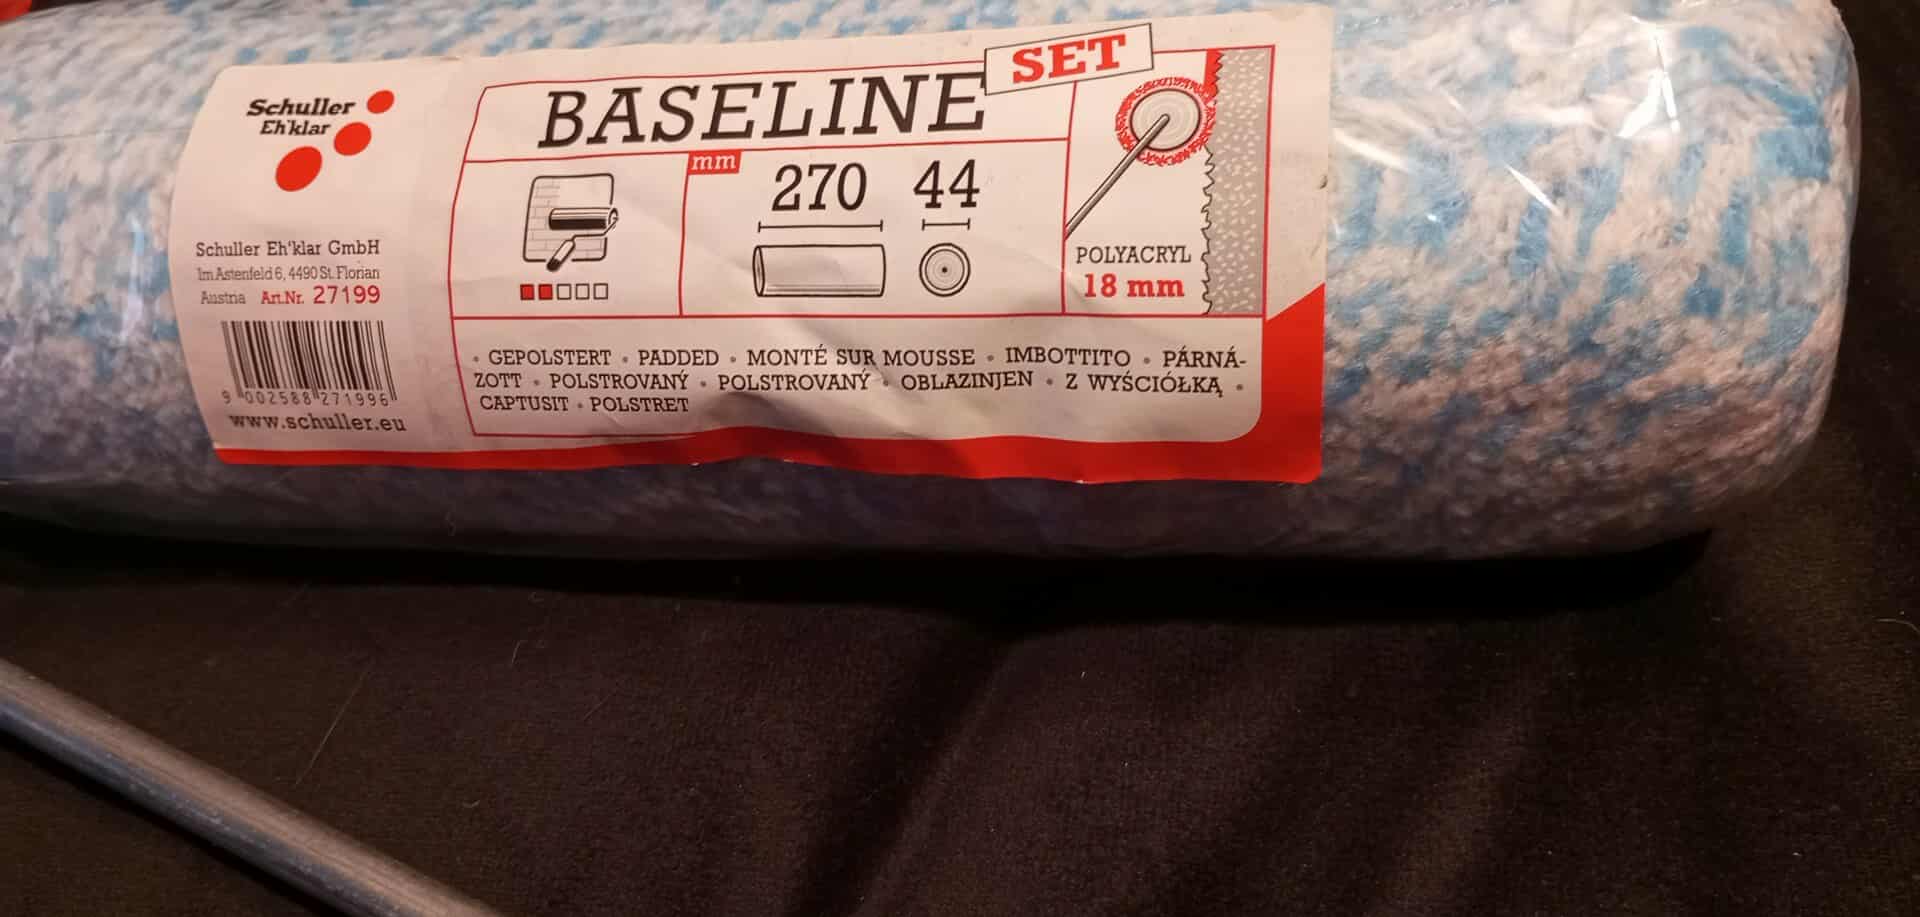 Schuller
Eh'klar
Schuller Eh'klar GmbH
Im Astenfeld 6, 4490 St. Florian
Austria Art.Nr. 27199
9 002588 271996
www.schuller.eu
BASELINE
SET
mm
270 44
POLYACRYL
18 mm
• GEPOLSTERT • PADDED • MONTÉ SUR MOUSSE • IMBOTTITO • PÁRNÁ-
ZOTT • POLSTROVANÝ • POLSTROVANÝ • OBLAZINJEN • Z WYŚCIÓŁKĄ •
CAPTUSIT • POLSTRET